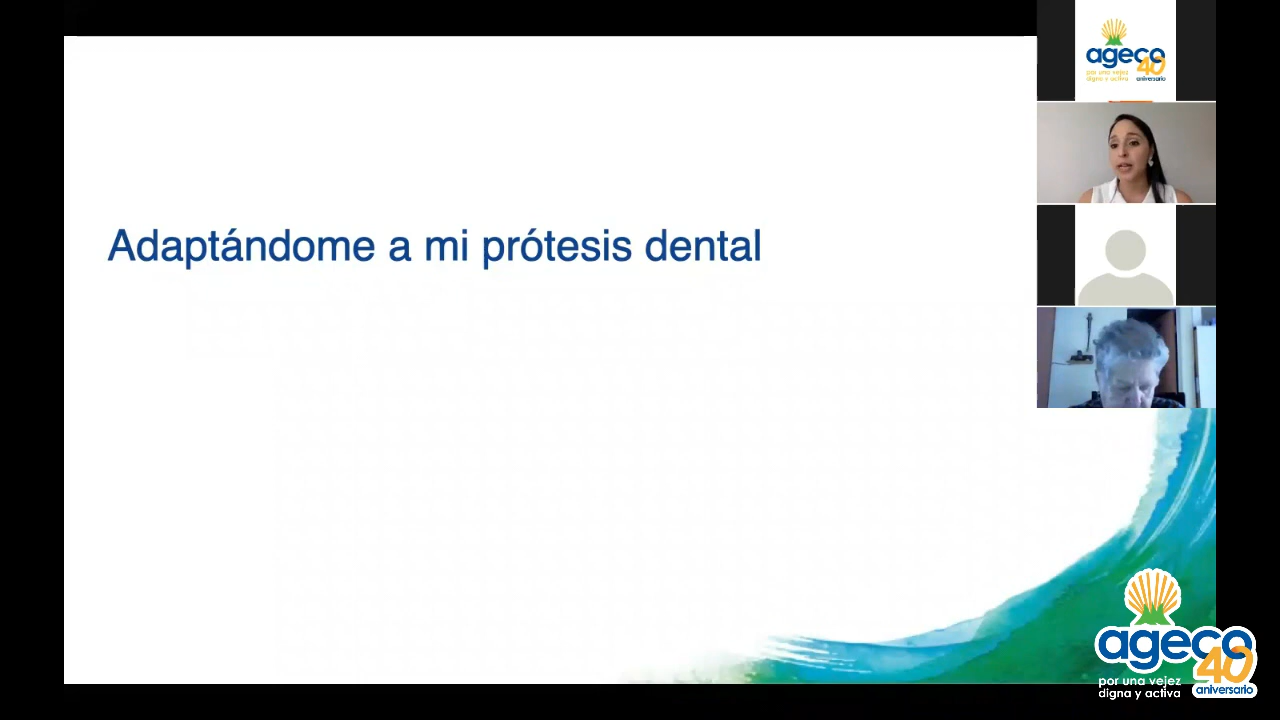 ageco
40
por una vejez
digna y activa
aniversario
Adaptándome a mi prótesis dental
ageco
40
por una vejez
digna y activa
aniversario